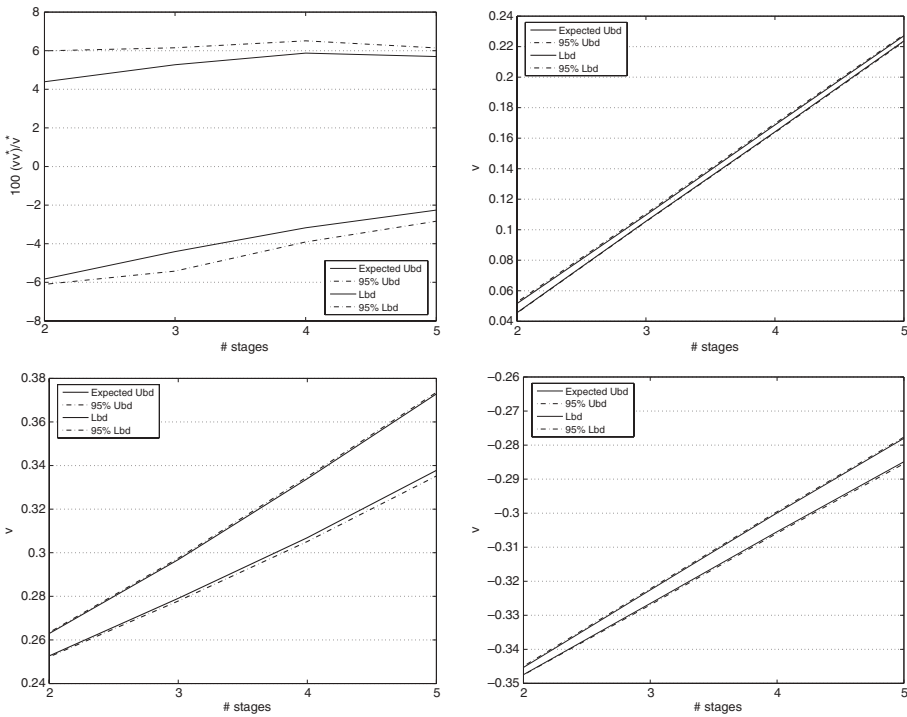 8
6
4
2
0
−2
−4
−6
−8
100 (vv*)/v*
2
3
4
5
# stages
Expected Ubd
95% Ubd
Lbd
95% Lbd
0.24
0.22
0.2
0.18
0.16
0.14
0.12
0.1
0.08
0.06
0.04
v
2
3
4
5
# stages
Expected Ubd
95% Ubd
Lbd
95% Lbd
0.38
0.36
0.34
0.32
0.3
0.28
0.26
0.24
v
2
3
4
5
# stages
Expected Ubd
95% Ubd
Lbd
95% Lbd
−0.26
−0.27
−0.28
−0.29
−0.3
−0.31
−0.32
−0.33
−0.34
−0.35
v
2
3
4
5
# stages
Expected Ubd
95% Ubd
Lbd
95% Lbd